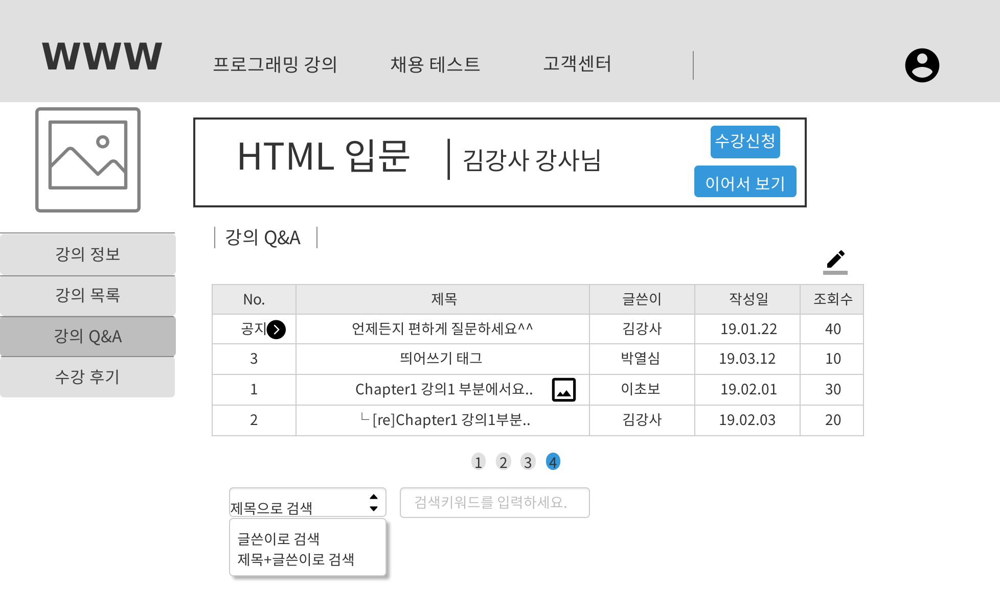 www
프로그래밍 강의 채용 테스트 고객센터
HTML 입문 김강사 강사님
수강신청
이어서 보기
강의 Q&A
강의 정보
강의 목록
강의 Q&A
수강 후기
No. 제목 글쓴이 작성일 조회수
공지 언제든지 편하게 질문하세요^^ 김강사 19.01.22 40
3 띄어쓰기 태그 박열심 19.03.12 10
1 Chapter1 강의1 부분에서요.. 이초보 19.02.01 30
2 ㄴ[re]Chapter1 강의1부분.. 김강사 19.02.03 20
1 2 3 4
제목으로 검색 검색키워드를 입력하세요.
글쓴이로 검색
제목+글쓴이로 검색